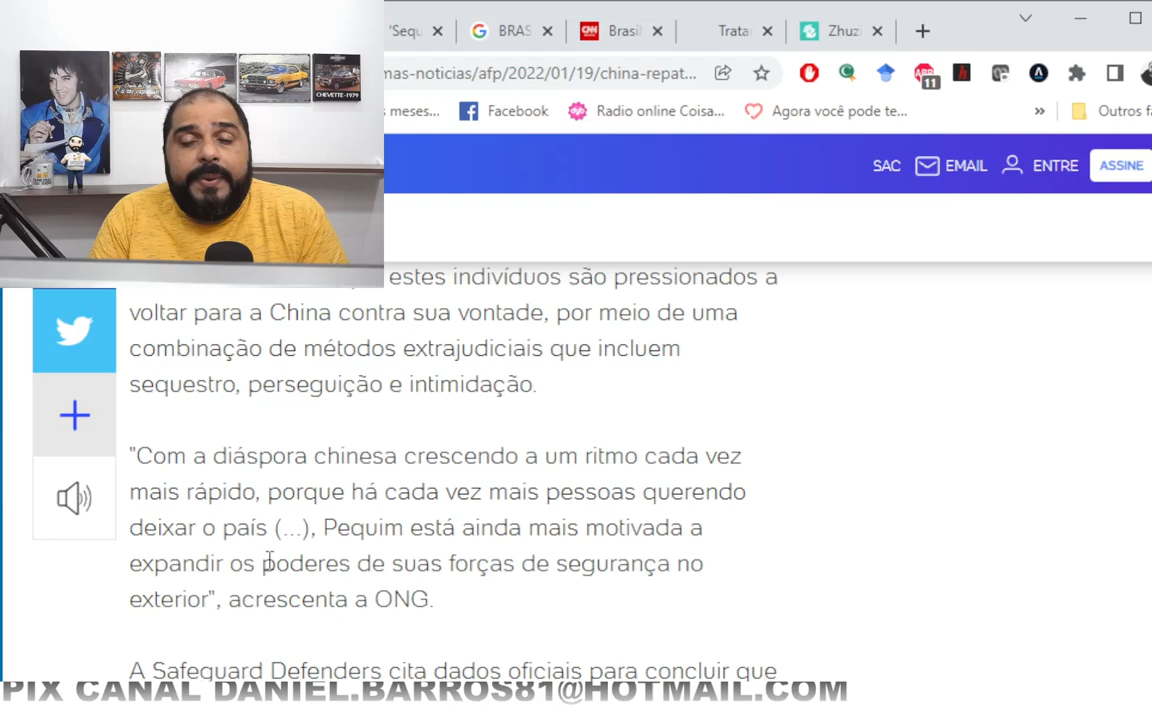 'Sequ
BRAS
CNN
Brasil
Trata
Zhuz
mas-noticias/afp/2022/01/19/china-repat...
11
s meses...
Facebook
Radio online Coisa...
Agora você pode te...
»
Outros fa
SAC
EMAIL
ENTRE
ASSINE
CHEVETTE-1979
estes indivíduos são pressionados a
voltar para a China contra sua vontade, por meio de uma
combinação de métodos extrajudiciais que incluem
sequestro, perseguição e intimidação.
"Com a diáspora chinesa crescendo a um ritmo cada vez
mais rápido, porque há cada vez mais pessoas querendo
deixar o país (...), Pequim está ainda mais motivada a
expandir os poderes de suas forças de segurança no
exterior", acrescenta a ONG.
A Safeguard Defenders cita dados oficiais para concluir que
PIX CANAL DANIEL.BARROS81@HOTMAIL.COM